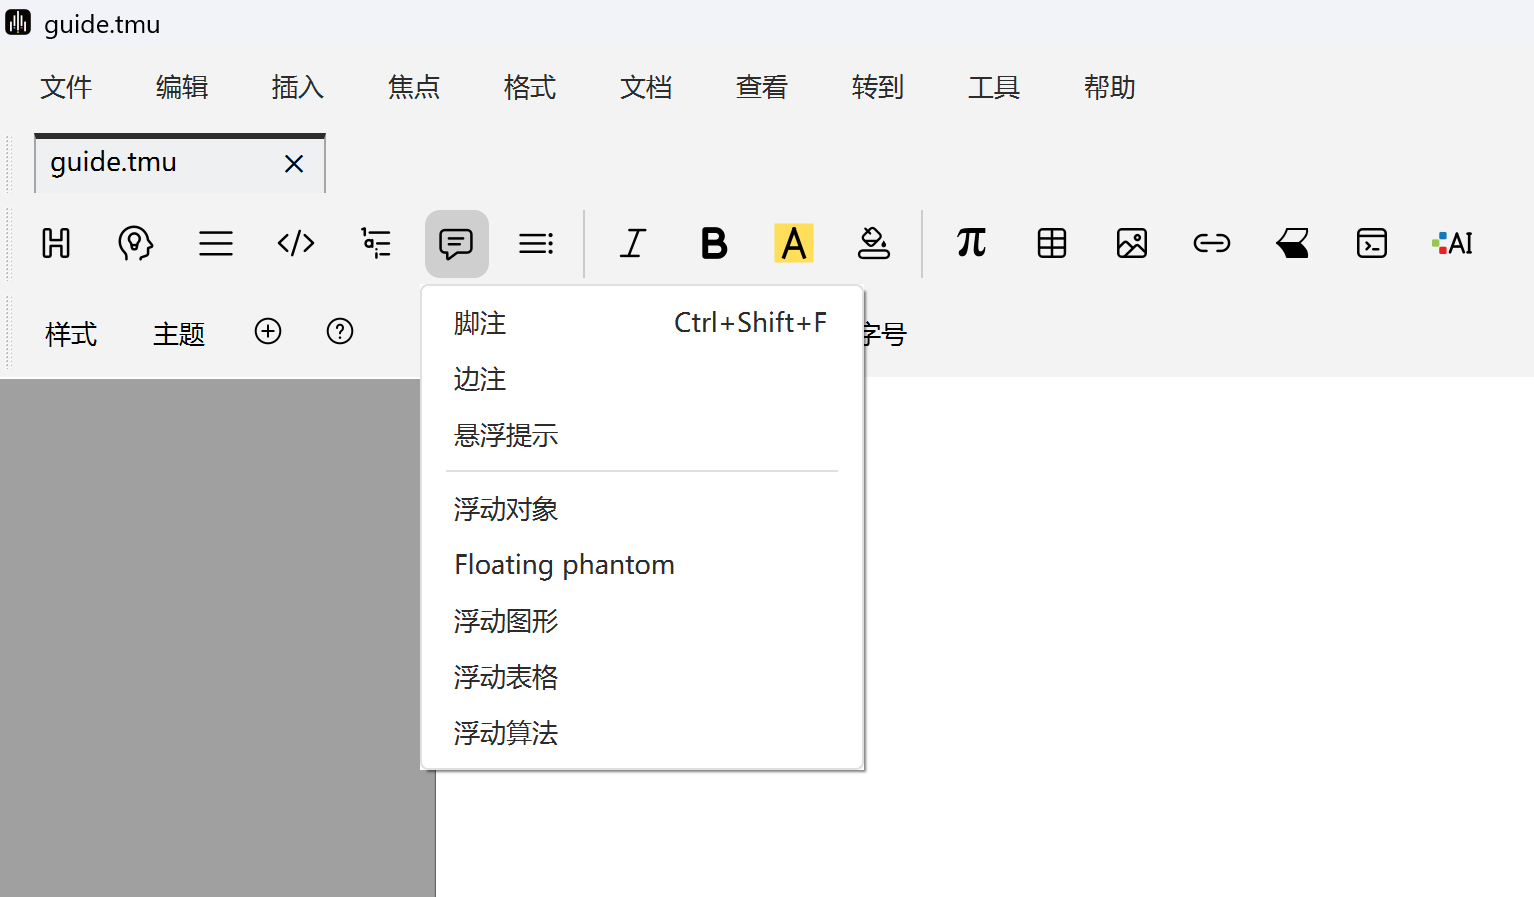 guide.tmu
文件 编辑 插入 焦点 格式 文档 查看 转到 工具 帮助
guide.tmu
B A π AI
样式 主题 字号
脚注 Ctrl+Shift+F
边注
悬浮提示
浮动对象
Floating phantom
浮动图形
浮动表格
浮动算法